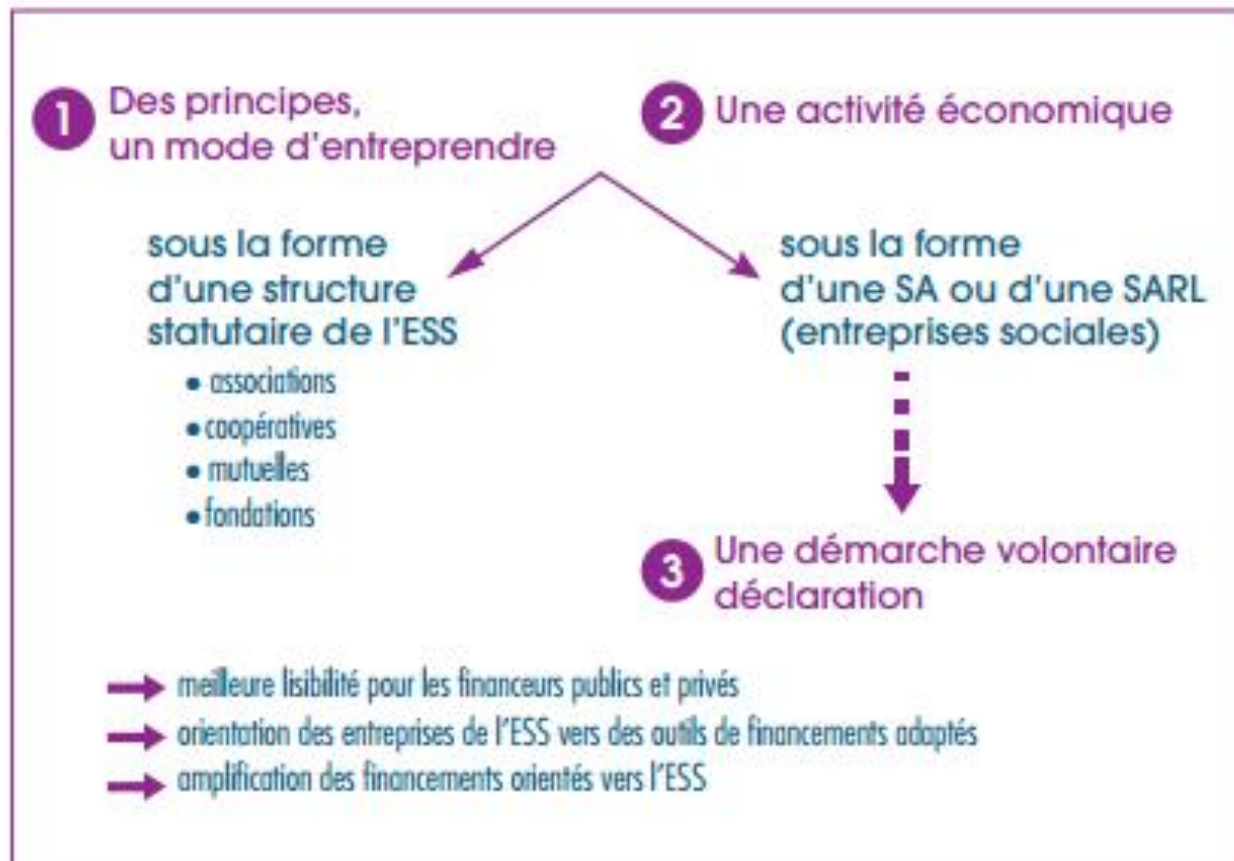 1 Des principes,
un mode d'entreprendre
2 Une activité économique
sous la forme
d'une structure
statutaire de l'ESS
• associations
• coopératives
• mutuelles
• fondations
sous la forme
d'une SA ou d'une SARL
(entreprises sociales)
3 Une démarche volontaire
déclaration
meilleure lisibilité pour les financeurs publics et privés
orientation des entreprises de l'ESS vers des outils de financements adaptés
amplification des financements orientés vers l'ESS